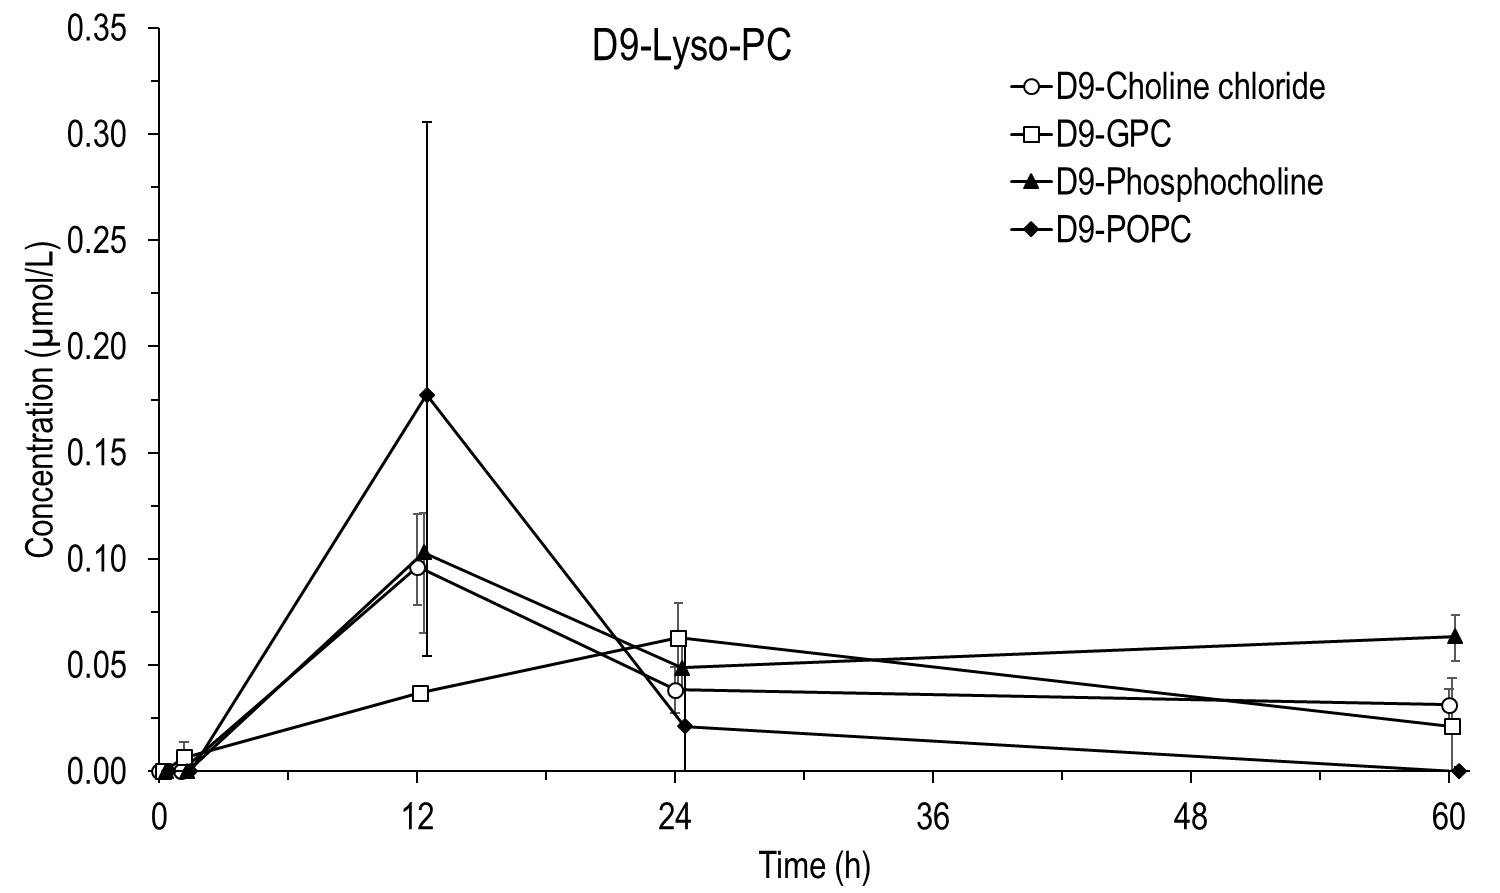 D9-Lyso-PC
D9-Choline chloride
D9-GPC
D9-Phosphocholine
D9-POPC
Concentration (µmol/L)
0.35
0.30
0.25
0.20
0.15
0.10
0.05
0.00
0 12 24 36 48 60
Time (h)